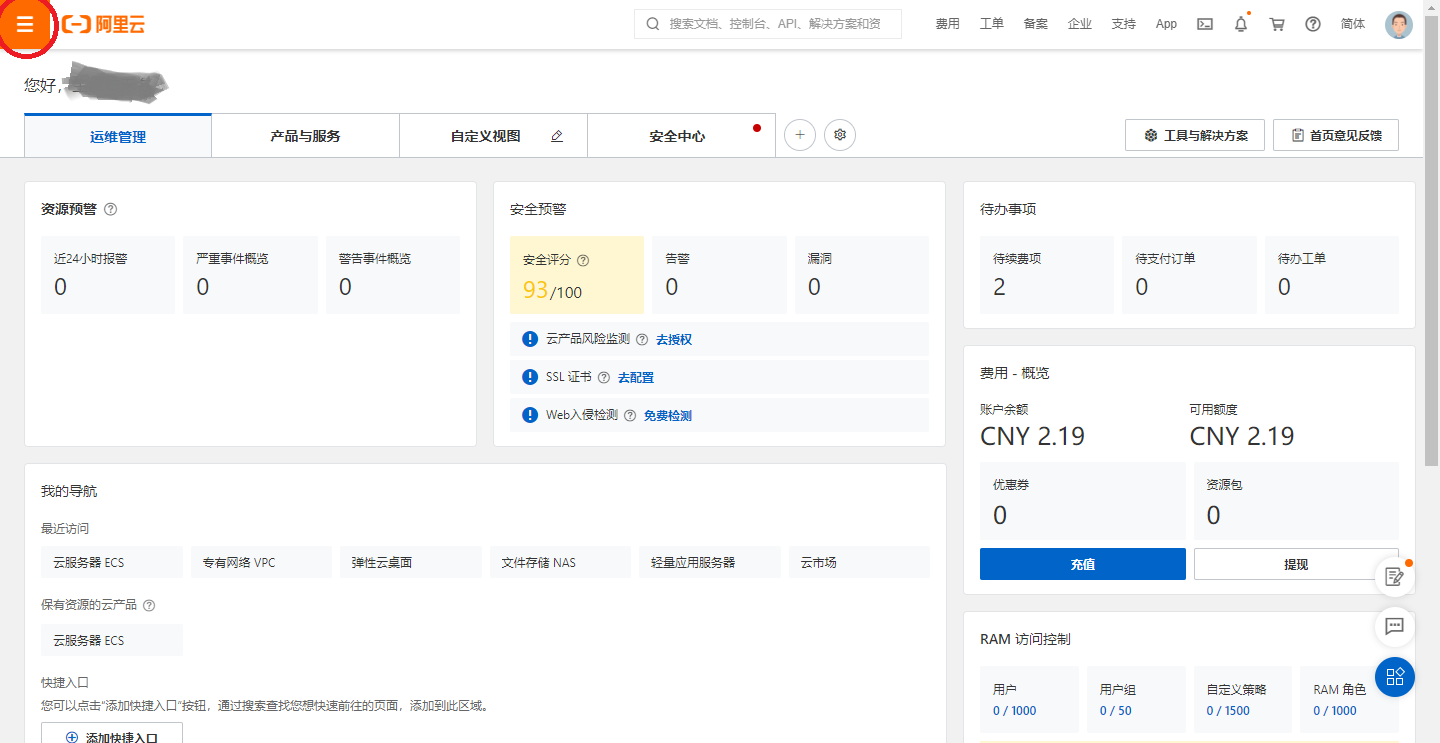 阿里云
搜索文档、控制台、API、解决方案和资
费用 工单 备案 企业 支持 App 简体
您好,
运维管理 产品与服务 自定义视图 安全中心
工具与解决方案 首页意见反馈
资源预警
近24小时报警 严重事件概览 警告事件概览
0 0 0
安全预警
安全评分 告警 漏洞
93/100 0 0
云产品风险监测 去授权
SSL 证书 去配置
Web入侵检测 免费检测
待办事项
待续费项 待支付订单 待办工单
2 0 0
费用 - 概览
账户余额 可用额度
CNY 2.19 CNY 2.19
优惠券 资源包
0 0
充值 提现
我的导航
最近访问
云服务器 ECS 专有网络 VPC 弹性云桌面 文件存储 NAS 轻量应用服务器 云市场
保有资源的云产品
云服务器 ECS
快捷入口
您可以点击“添加快捷入口”按钮，通过搜索查找您想快速前往的页面，添加到此区域。
添加快捷入口
RAM 访问控制
用户 用户组 自定义策略 RAM 角色
0 / 1000 0 / 50 0 / 1500 0 / 1000